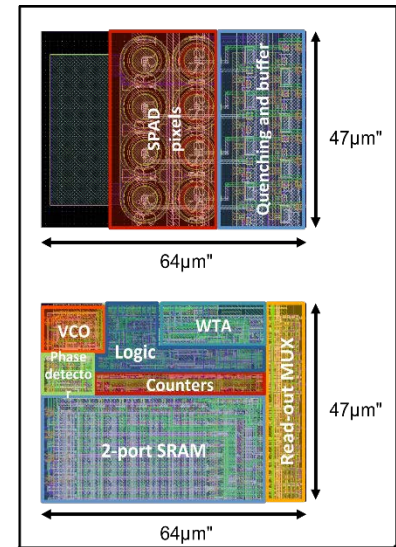 SPAD
pixels
Quenching and buffer
47µm"
64µm"
VCO
Logic
WTA
Phase
detecto
r
Counters
2-port SRAM
Read-out MUX
47µm"
64µm"